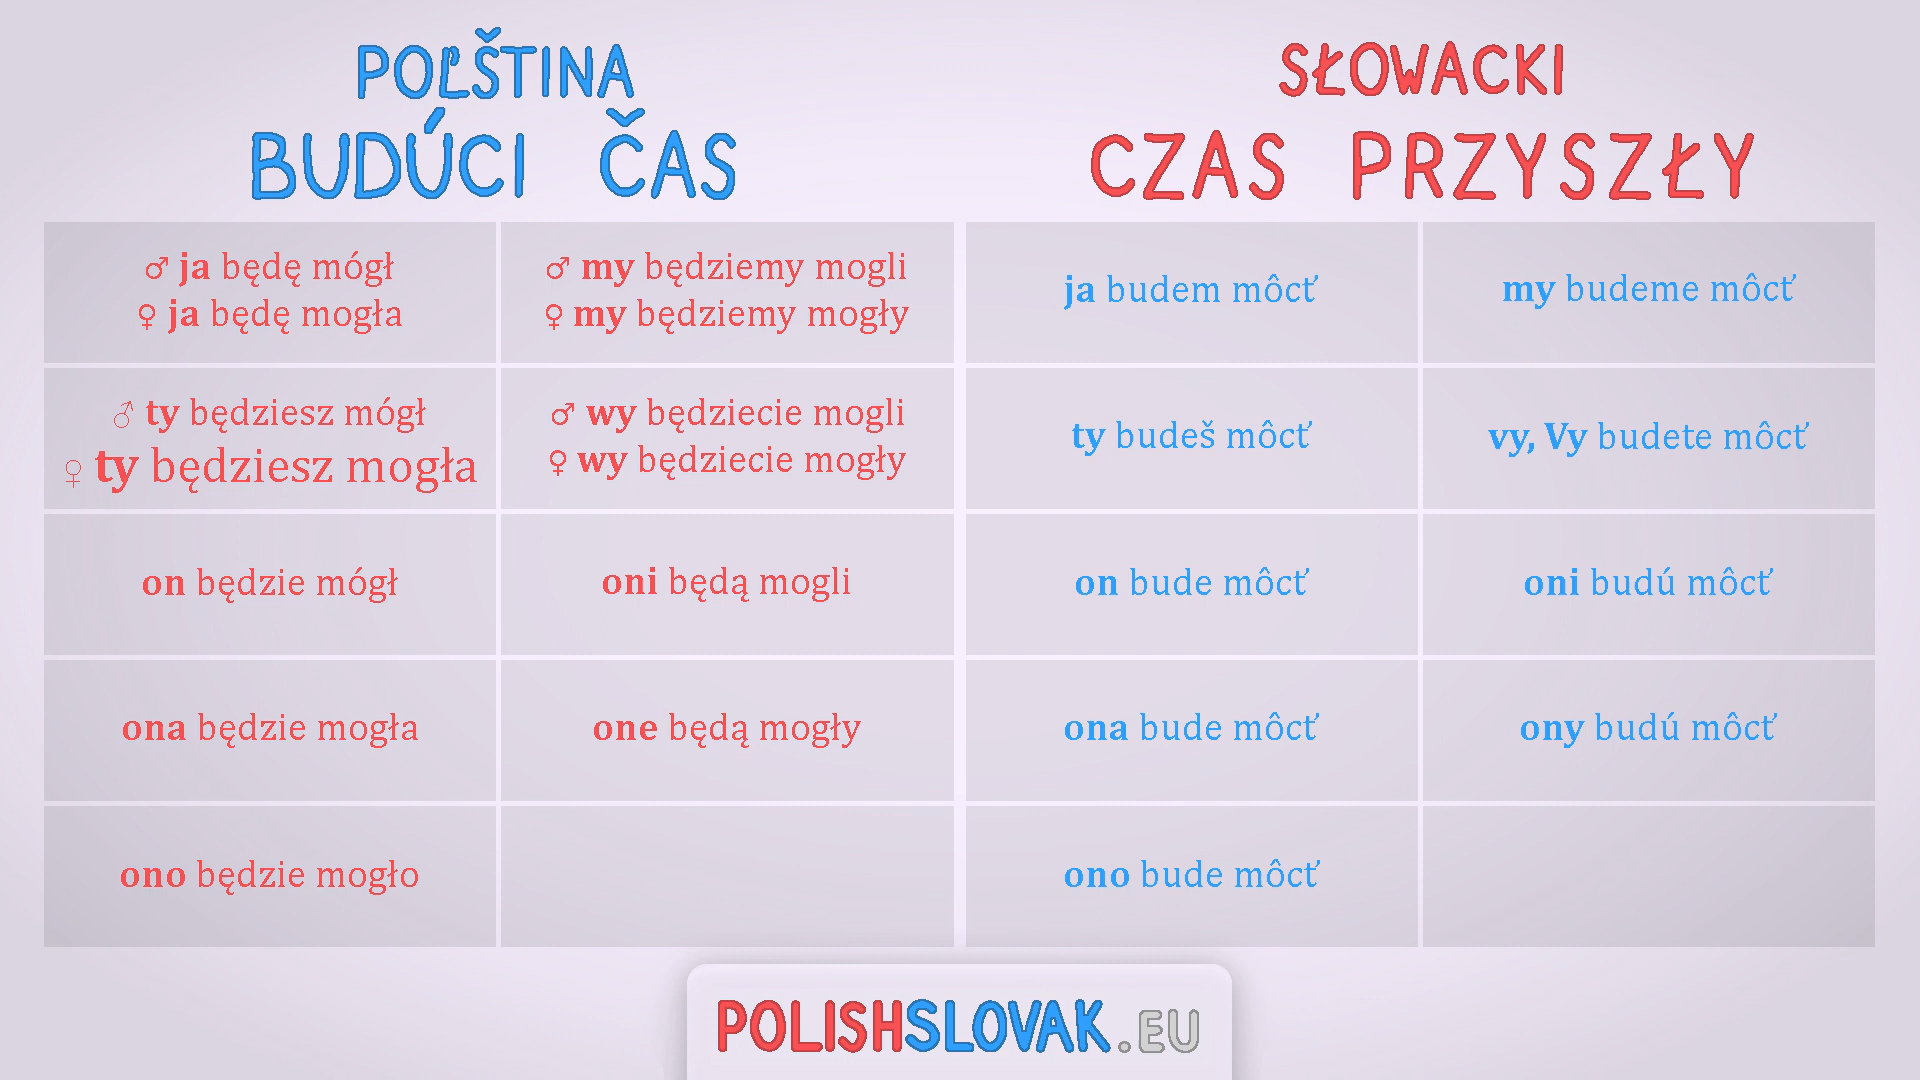 POĽŠTINA
BUDÚCI ČAS
♂ ja będę mógł
♀ ja będę mogła
♂ my będziemy mogli
♀ my będziemy mogły
♂ ty będziesz mógł
♀ ty będziesz mogła
♂ wy będziecie mogli
♀ wy będziecie mogły
on będzie mógł
oni będą mogli
ona będzie mogła
one będą mogły
ono będzie mogło
SŁOWACKI
CZAS PRZYSZŁY
ja budem môcť
my budeme môcť
ty budeš môcť
vy, Vy budete môcť
on bude môcť
oni budú môcť
ona bude môcť
ony budú môcť
ono bude môcť
POLISHSLOVAK.EU